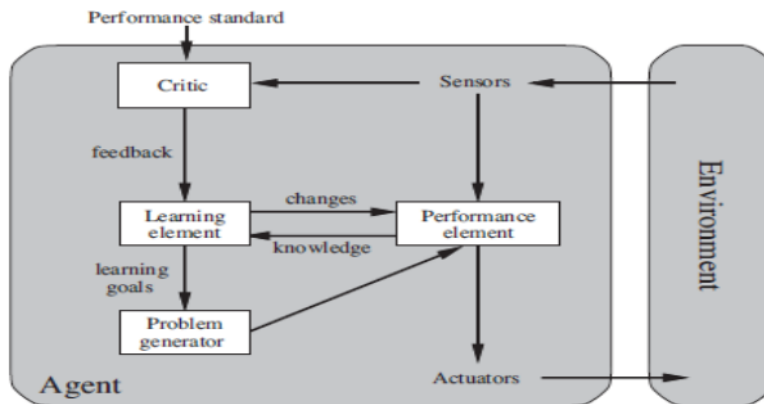 Performance standard
Critic
Sensors
feedback
changes
Learning
element
Performance
element
knowledge
learning
goals
Problem
generator
Agent
Actuators
Environment